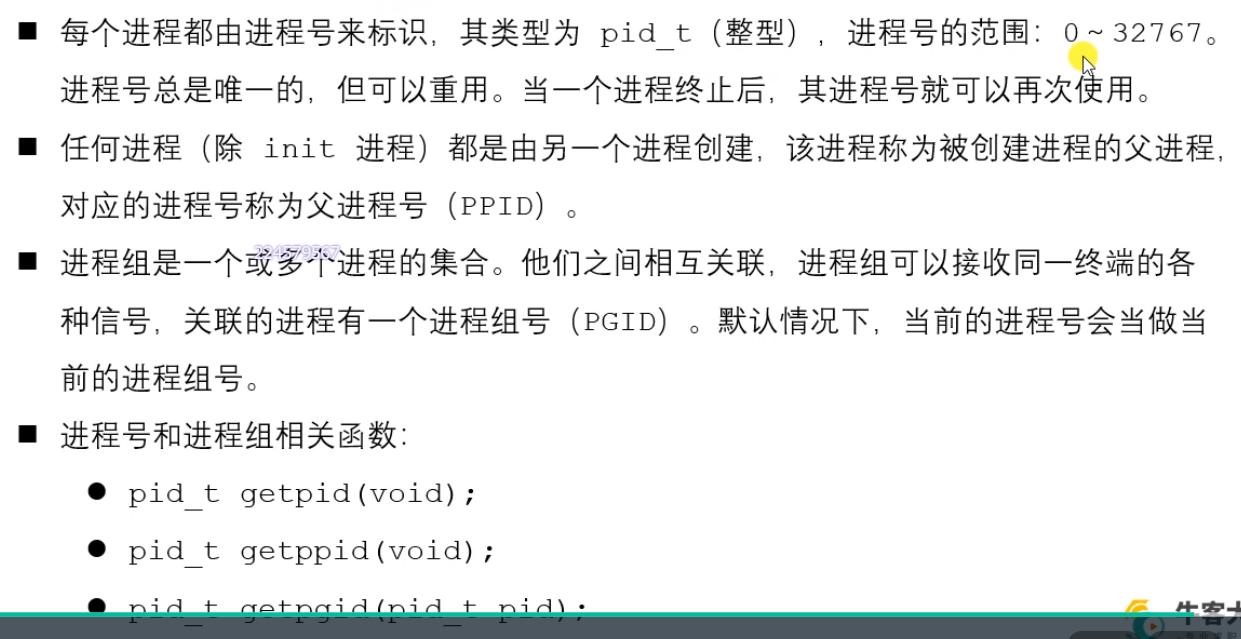 ■ 每个进程都由进程号来标识，其类型为 pid_t（整型），进程号的范围：0～32767。
进程号总是唯一的，但可以重用。当一个进程终止后，其进程号就可以再次使用。
■ 任何进程（除 init 进程）都是由另一个进程创建，该进程称为被创建进程的父进程，
对应的进程号称为父进程号（PPID）。
■ 进程组是一个或多个进程的集合。他们之间相互关联，进程组可以接收同一终端的各
种信号，关联的进程有一个进程组号（PGID）。默认情况下，当前的进程号会当做当
前的进程组号。
■ 进程号和进程组相关函数：
● pid_t getpid(void);
● pid_t getppid(void);
● pid_t getpgid(pid_t pid);
牛客